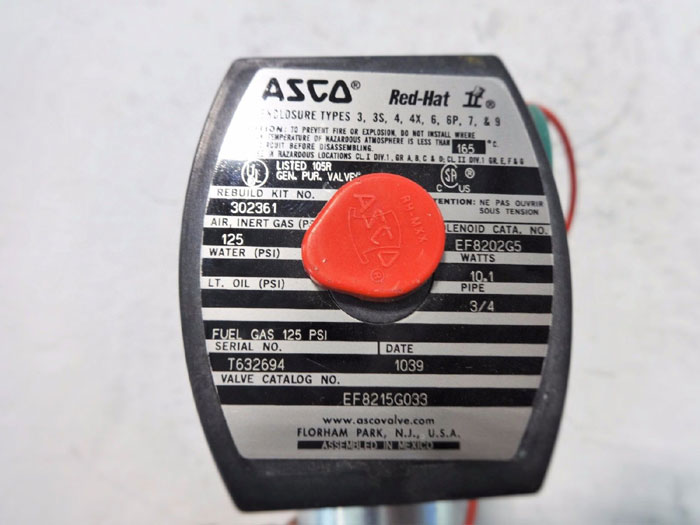 ASCO® Red-Hat II®
ENCLOSURE TYPES 3, 3S, 4, 4X, 6, 6P, 7, & 9
TO PREVENT FIRE OR EXPLOSION, DO NOT INSTALL WHERE
TEMPERATURE OF HAZARDOUS ATMOSPHERE IS LESS THAN 165 °C.
BEFORE DISASSEMBLING.
HAZARDOUS LOCATIONS CL. I DIV. 1, GR A, B, C & D; CL. II DIV. 1 GR. E, F & G
UL LISTED 105R
GEN. PUR. VALVE
SA
C US
REBUILD KIT NO.
302361
NE PAS OUVRIR
SOUS TENSION
AIR, INERT GAS
125
CATA. NO.
EF8202G5
WATER (PSI)
WATTS
10.1
LT. OIL (PSI)
PIPE
3/4
ASCO
®
FUEL GAS 125 PSI
SERIAL NO. DATE
T632694 1039
VALVE CATALOG NO.
EF8215G033
www.ascovalve.com
FLORHAM PARK, N.J., U.S.A.
ASSEMBLED IN MEXICO